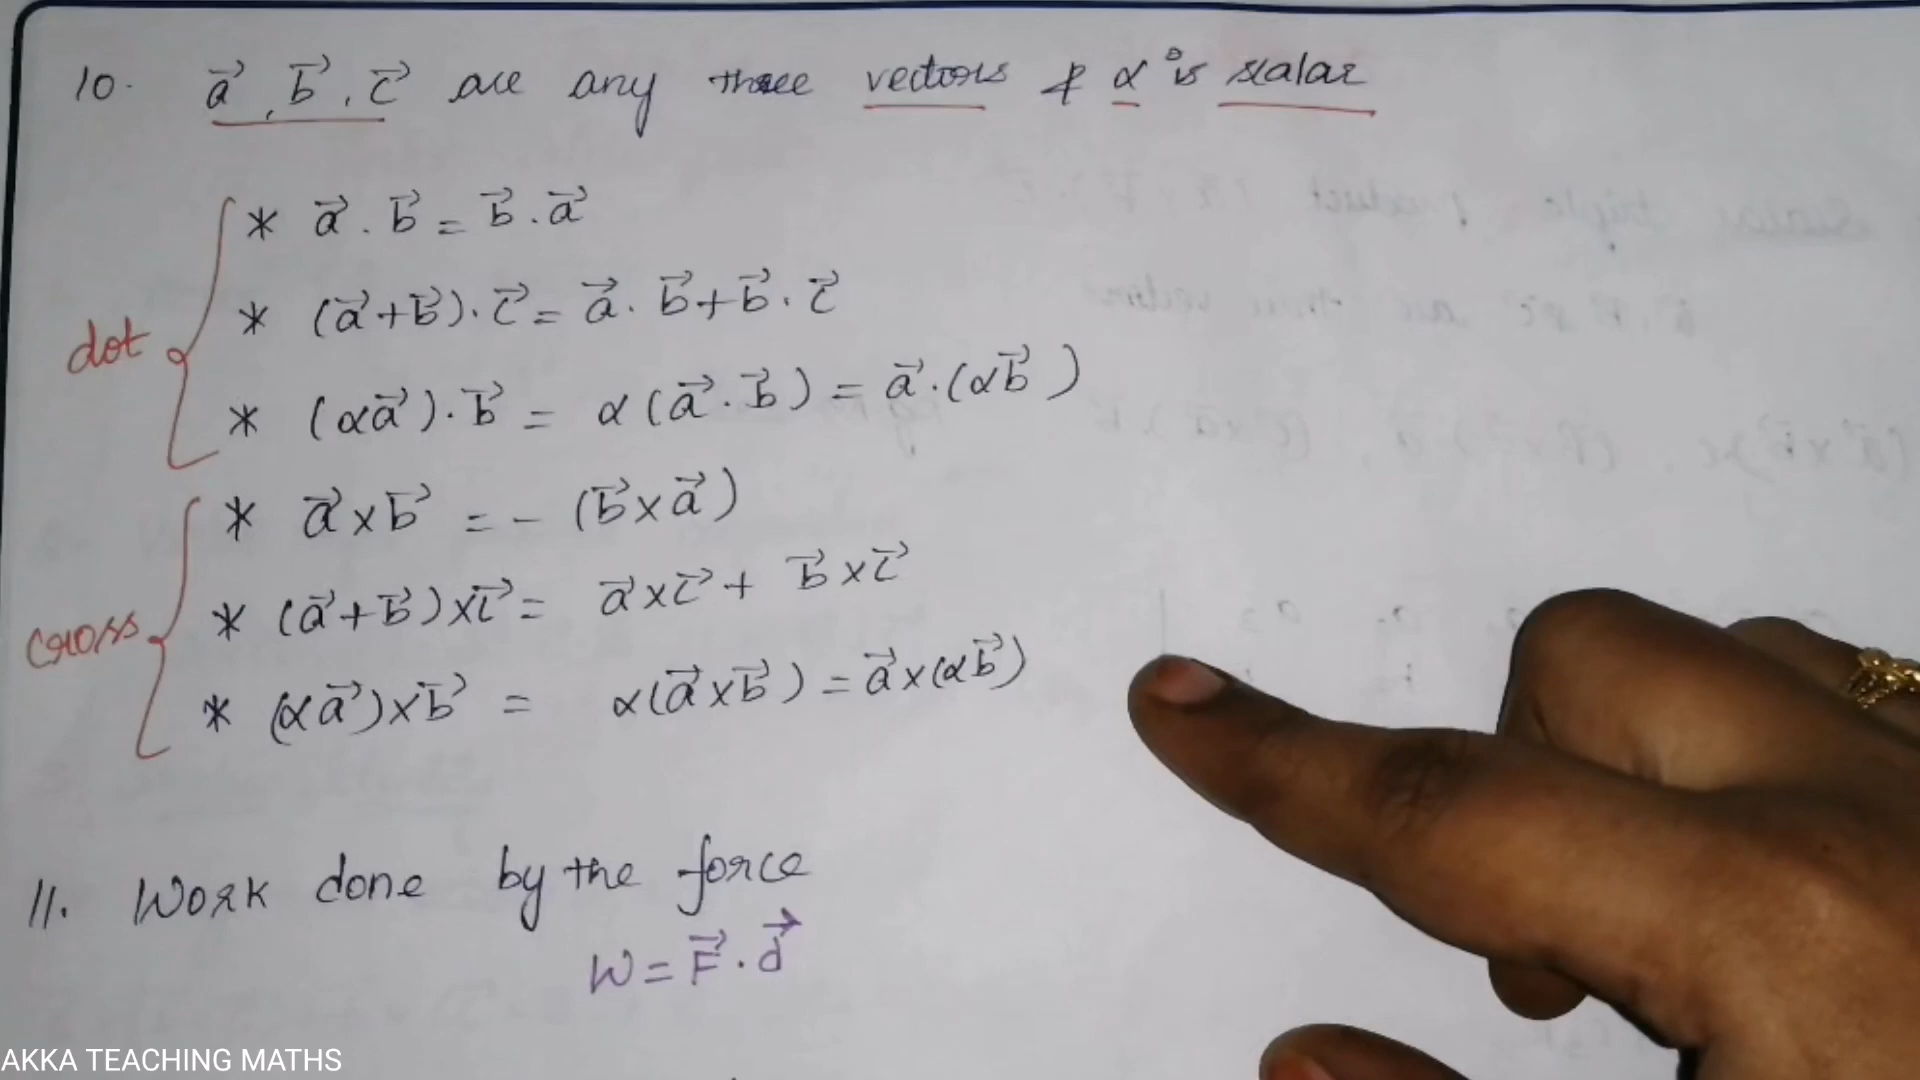 10. a⃗, b⃗, c⃗ are any three vectors & α is scalar
dot
* a⃗ . b⃗ = b⃗ . a⃗
* (a⃗ + b⃗) . c⃗ = a⃗ . b⃗ + b⃗ . c⃗
* (αa⃗) . b⃗ = α(a⃗ . b⃗) = a⃗ . (αb⃗)
cross
* a⃗ × b⃗ = - (b⃗ × a⃗)
* (a⃗ + b⃗) × c⃗ = a⃗ × c⃗ + b⃗ × c⃗
* (αa⃗) × b⃗ = α(a⃗ × b⃗) = a⃗ × (αb⃗)
11. Work done by the force
W = F⃗ . d⃗
AKKA TEACHING MATHS